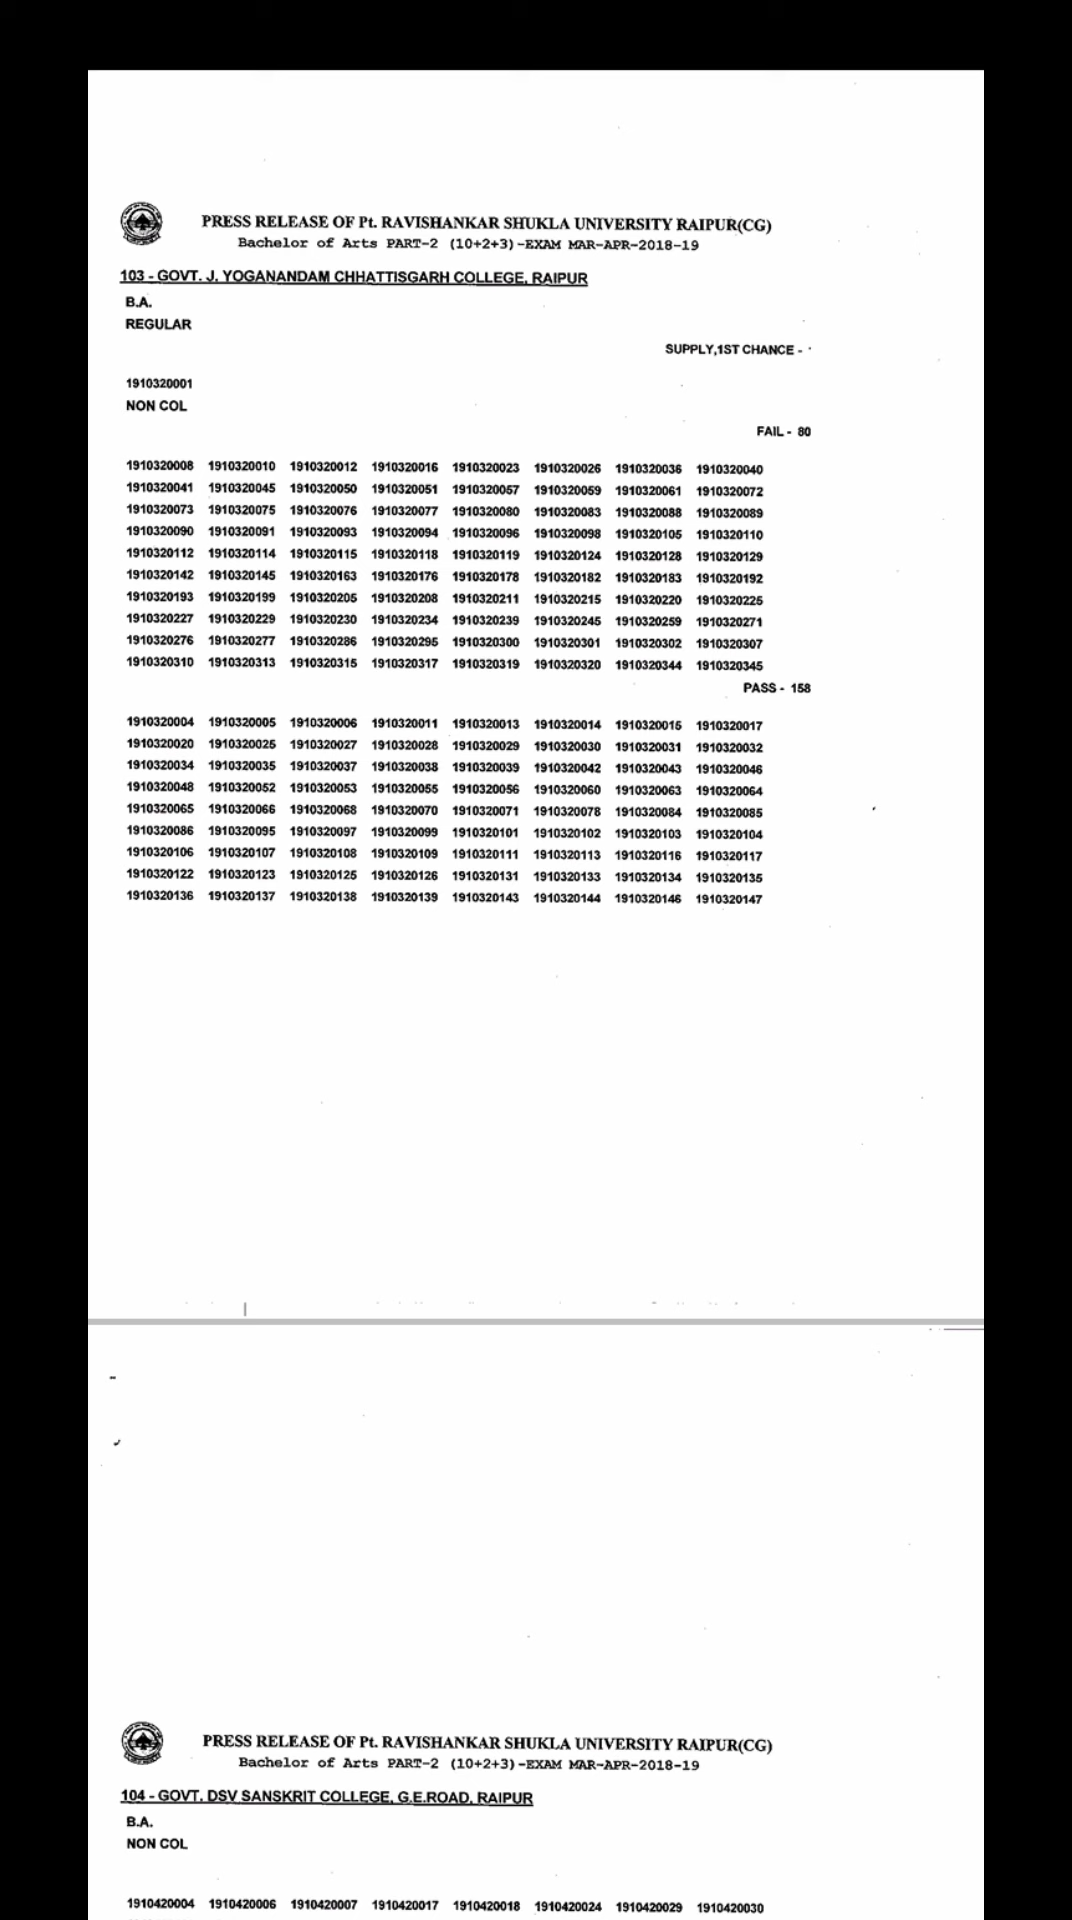 PRESS RELEASE OF Pt. RAVISHANKAR SHUKLA UNIVERSITY RAIPUR(CG)
Bachelor of Arts PART-2 (10+2+3)-EXAM MAR-APR-2018-19
103 - GOVT. J. YOGANANDAM CHHATTISGARH COLLEGE, RAIPUR
B.A.
REGULAR
SUPPLY,1ST CHANCE -
1910320001
NON COL
FAIL - 80
1910320008 1910320010 1910320012 1910320016 1910320023 1910320026 1910320036 1910320040
1910320041 1910320045 1910320050 1910320051 1910320057 1910320059 1910320061 1910320072
1910320073 1910320075 1910320076 1910320077 1910320080 1910320083 1910320088 1910320089
1910320090 1910320091 1910320093 1910320094 1910320096 1910320098 1910320105 1910320110
1910320112 1910320114 1910320115 1910320118 1910320119 1910320124 1910320128 1910320129
1910320142 1910320145 1910320163 1910320176 1910320178 1910320182 1910320183 1910320192
1910320193 1910320199 1910320205 1910320208 1910320211 1910320215 1910320220 1910320225
1910320227 1910320229 1910320230 1910320234 1910320239 1910320245 1910320259 1910320271
1910320276 1910320277 1910320286 1910320295 1910320300 1910320301 1910320302 1910320307
1910320310 1910320313 1910320315 1910320317 1910320319 1910320320 1910320344 1910320345
PASS - 158
1910320004 1910320005 1910320006 1910320011 1910320013 1910320014 1910320015 1910320017
1910320020 1910320025 1910320027 1910320028 1910320029 1910320030 1910320031 1910320032
1910320034 1910320035 1910320037 1910320038 1910320039 1910320042 1910320043 1910320046
1910320048 1910320052 1910320053 1910320055 1910320056 1910320060 1910320063 1910320064
1910320065 1910320066 1910320068 1910320070 1910320071 1910320078 1910320084 1910320085
1910320086 1910320095 1910320097 1910320099 1910320101 1910320102 1910320103 1910320104
1910320106 1910320107 1910320108 1910320109 1910320111 1910320113 1910320116 1910320117
1910320122 1910320123 1910320125 1910320126 1910320131 1910320133 1910320134 1910320135
1910320136 1910320137 1910320138 1910320139 1910320143 1910320144 1910320146 1910320147
PRESS RELEASE OF Pt. RAVISHANKAR SHUKLA UNIVERSITY RAIPUR(CG)
Bachelor of Arts PART-2 (10+2+3)-EXAM MAR-APR-2018-19
104 - GOVT. DSV SANSKRIT COLLEGE, G.E.ROAD, RAIPUR
B.A.
NON COL
1910420004 1910420006 1910420007 1910420017 1910420018 1910420024 1910420029 1910420030